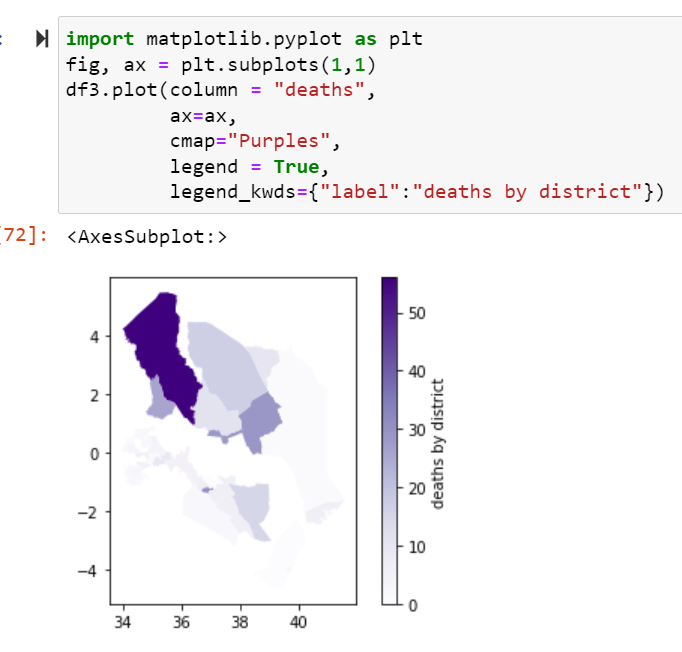 import matplotlib.pyplot as plt
fig, ax = plt.subplots(1,1)
df3.plot(column = "deaths",
ax=ax,
cmap="Purples",
legend = True,
legend_kwds={"label":"deaths by district"})
[72]: <AxesSubplot:>
4
2
0
−2
−4
34 36 38 40
50
40
30
20
10
0
deaths by district